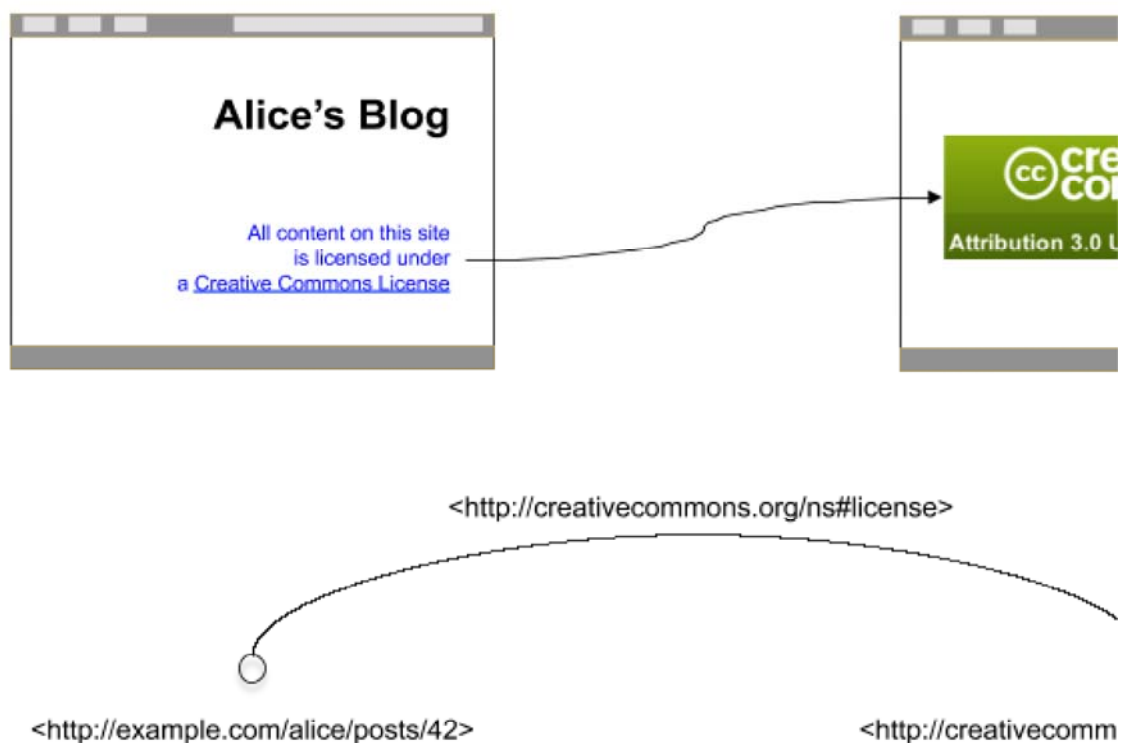 Alice's Blog
All content on this site
is licensed under
a Creative Commons License
cc
Attribution 3.0
<http://creativecommons.org/ns#license>
<http://example.com/alice/posts/42>